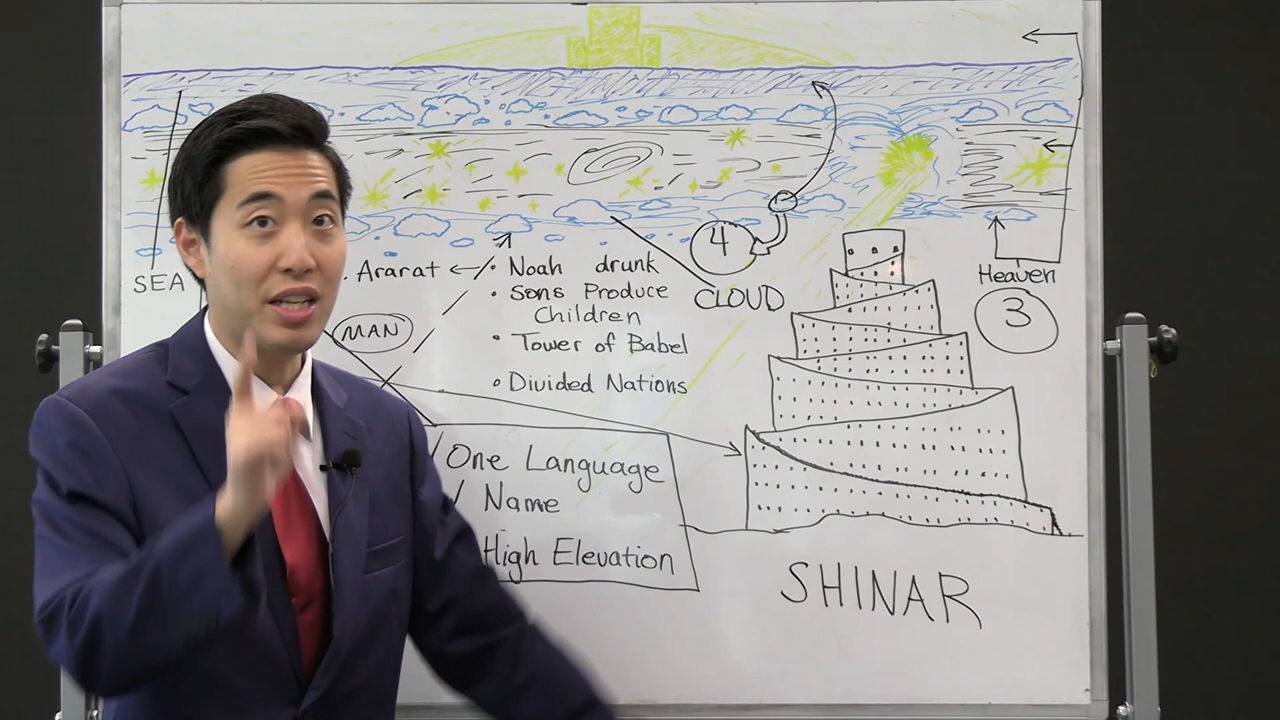 SEA
Ararat
• Noah drunk
• Sons Produce
Children
• Tower of Babel
• Divided Nations
MAN
4
CLOUD
Heaven
3
One Language
Name
High Elevation
SHINAR